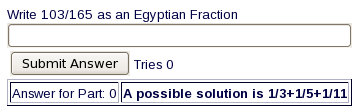 Write 103/165 as an Egyptian Fraction
Submit Answer Tries 0
Answer for Part: 0 A possible solution is 1/3+1/5+1/11